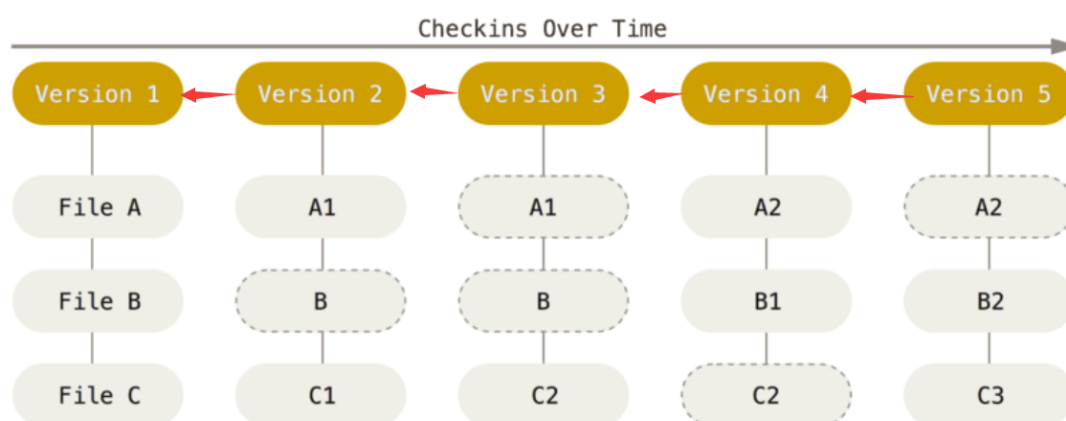 Checkins Over Time
Version 1 Version 2 Version 3 Version 4 Version 5
File A A1 A1 A2 A2
File B B B B1 B2
File C C1 C2 C2 C3